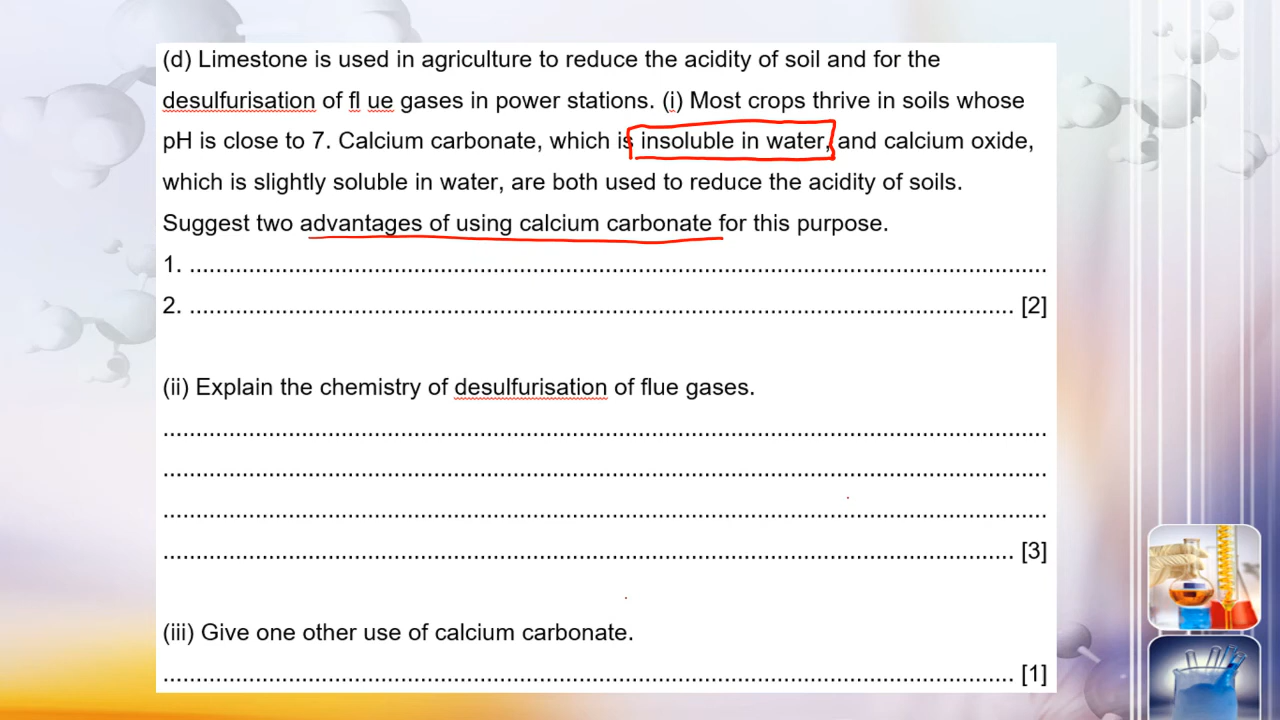 (d) Limestone is used in agriculture to reduce the acidity of soil and for the
desulfurisation of fl ue gases in power stations. (i) Most crops thrive in soils whose
pH is close to 7. Calcium carbonate, which is insoluble in water, and calcium oxide,
which is slightly soluble in water, are both used to reduce the acidity of soils.
Suggest two advantages of using calcium carbonate for this purpose.
1. ....................................................................................................................................
2. .............................................................................................................................. [2]
(ii) Explain the chemistry of desulfurisation of flue gases.
........................................................................................................................................
........................................................................................................................................
........................................................................................................................................
.................................................................................................................................. [3]
(iii) Give one other use of calcium carbonate.
.................................................................................................................................. [1]